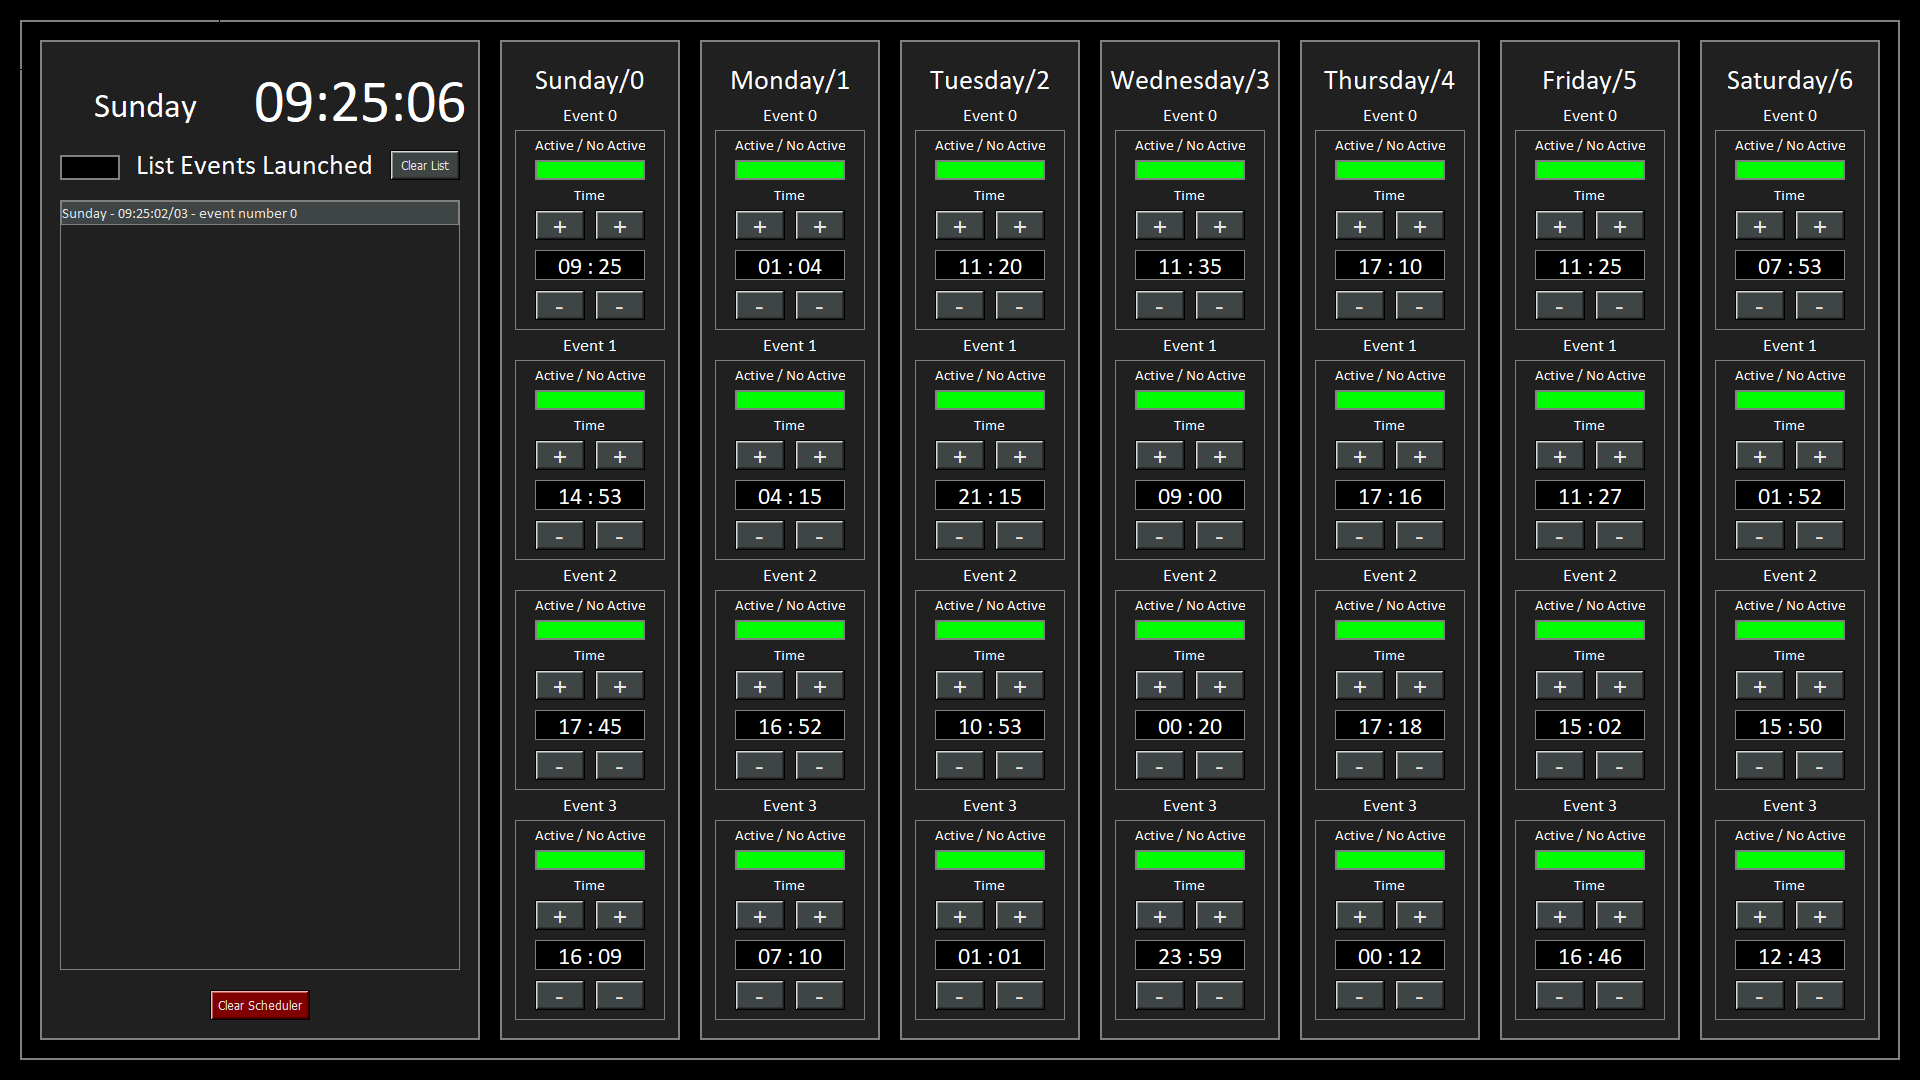 Sunday 09:25:06
List Events Launched Clear List
Sunday - 09:25:02/03 - event number 0
Clear Scheduler
Sunday/0
Event 0
Active / No Active
Time
+ +
09 : 25
- -
Event 1
Active / No Active
Time
+ +
14 : 53
- -
Event 2
Active / No Active
Time
+ +
17 : 45
- -
Event 3
Active / No Active
Time
+ +
16 : 09
- -
Monday/1
Event 0
Active / No Active
Time
+ +
01 : 04
- -
Event 1
Active / No Active
Time
+ +
04 : 15
- -
Event 2
Active / No Active
Time
+ +
16 : 52
- -
Event 3
Active / No Active
Time
+ +
07 : 10
- -
Tuesday/2
Event 0
Active / No Active
Time
+ +
11 : 20
- -
Event 1
Active / No Active
Time
+ +
21 : 15
- -
Event 2
Active / No Active
Time
+ +
10 : 53
- -
Event 3
Active / No Active
Time
+ +
01 : 01
- -
Wednesday/3
Event 0
Active / No Active
Time
+ +
11 : 35
- -
Event 1
Active / No Active
Time
+ +
09 : 00
- -
Event 2
Active / No Active
Time
+ +
00 : 20
- -
Event 3
Active / No Active
Time
+ +
23 : 59
- -
Thursday/4
Event 0
Active / No Active
Time
+ +
17 : 10
- -
Event 1
Active / No Active
Time
+ +
17 : 16
- -
Event 2
Active / No Active
Time
+ +
17 : 18
- -
Event 3
Active / No Active
Time
+ +
00 : 12
- -
Friday/5
Event 0
Active / No Active
Time
+ +
11 : 25
- -
Event 1
Active / No Active
Time
+ +
11 : 27
- -
Event 2
Active / No Active
Time
+ +
15 : 02
- -
Event 3
Active / No Active
Time
+ +
16 : 46
- -
Saturday/6
Event 0
Active / No Active
Time
+ +
07 : 53
- -
Event 1
Active / No Active
Time
+ +
01 : 52
- -
Event 2
Active / No Active
Time
+ +
15 : 50
- -
Event 3
Active / No Active
Time
+ +
12 : 43
- -